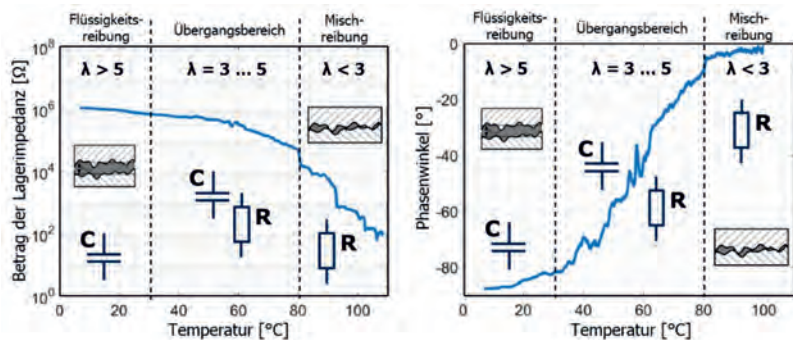 Flüssigkeits-
reibung
Übergangsbereich
Misch-
reibung
λ > 5
λ = 3 ... 5
λ < 3
Betrag der Lagerimpedanz [Ω]
10⁸
10⁶
10⁴
10²
10⁰
C
C
R
R
0
20
40
60
80
100
Temperatur [°C]
Flüssigkeits-
reibung
Übergangsbereich
Misch-
reibung
λ > 5
λ = 3 ... 5
λ < 3
Phasenwinkel [°]
0
-20
-40
-60
-80
C
C
R
R
0
20
40
60
80
100
Temperatur [°C]